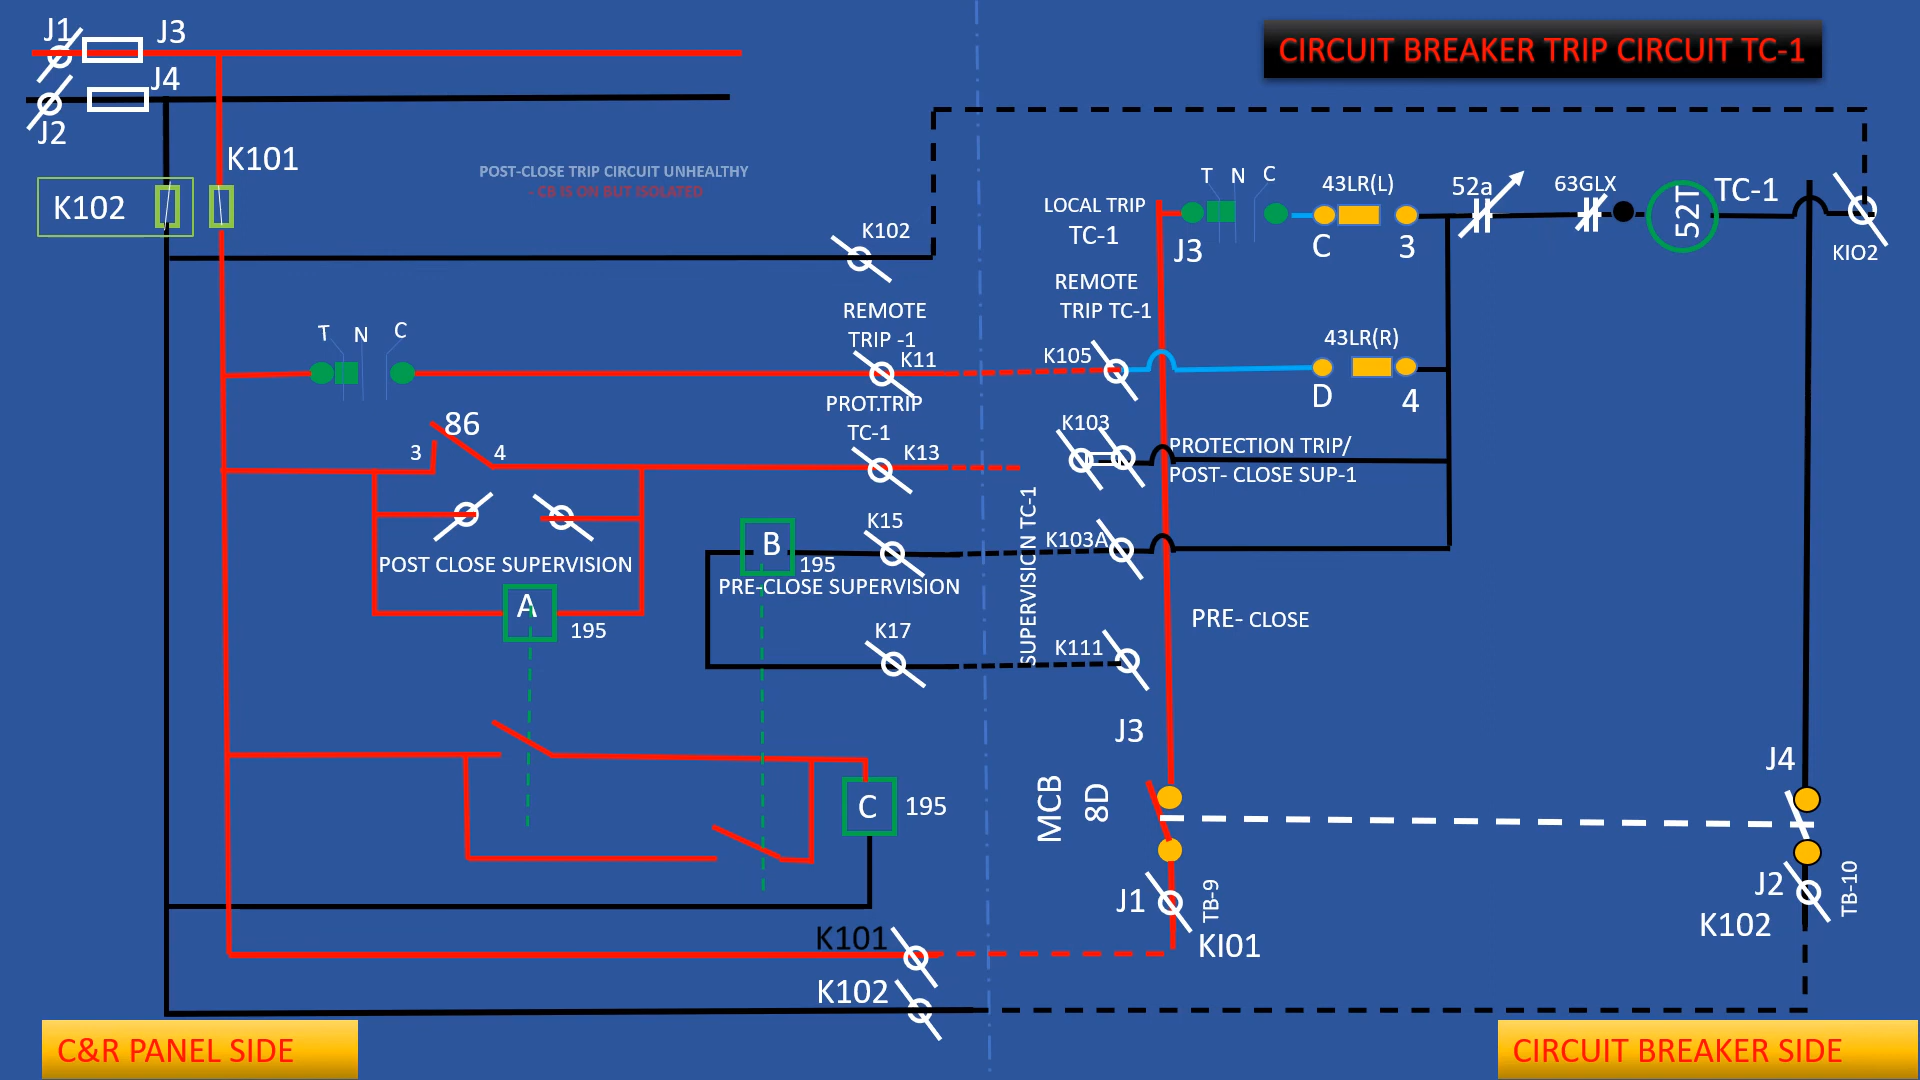 J1
J3
CIRCUIT BREAKER TRIP CIRCUIT TC-1
J4
J2
K101
POST-CLOSE TRIP CIRCUIT UNHEALTHY
- CB IS ON BUT ISOLATED
K102
T N C
43LR(L)
52a
63GLX
52T
TC-1
LOCAL TRIP
TC-1
J3
C
3
KIO2
K102
REMOTE
TRIP TC-1
REMOTE
TRIP -1
K11
T N C
K105
43LR(R)
D
4
PROT.TRIP
TC-1
K13
86
3
4
K103
PROTECTION TRIP/
POST- CLOSE SUP-1
K15
K103A
SUPERVISION TC-1
POST CLOSE SUPERVISION
B
195
PRE-CLOSE SUPERVISION
A
195
PRE- CLOSE
K17
K111
J3
J4
MCB
8D
C
195
J1
TB-9
KI01
J2
TB-10
K102
K101
K102
C&R PANEL SIDE
CIRCUIT BREAKER SIDE